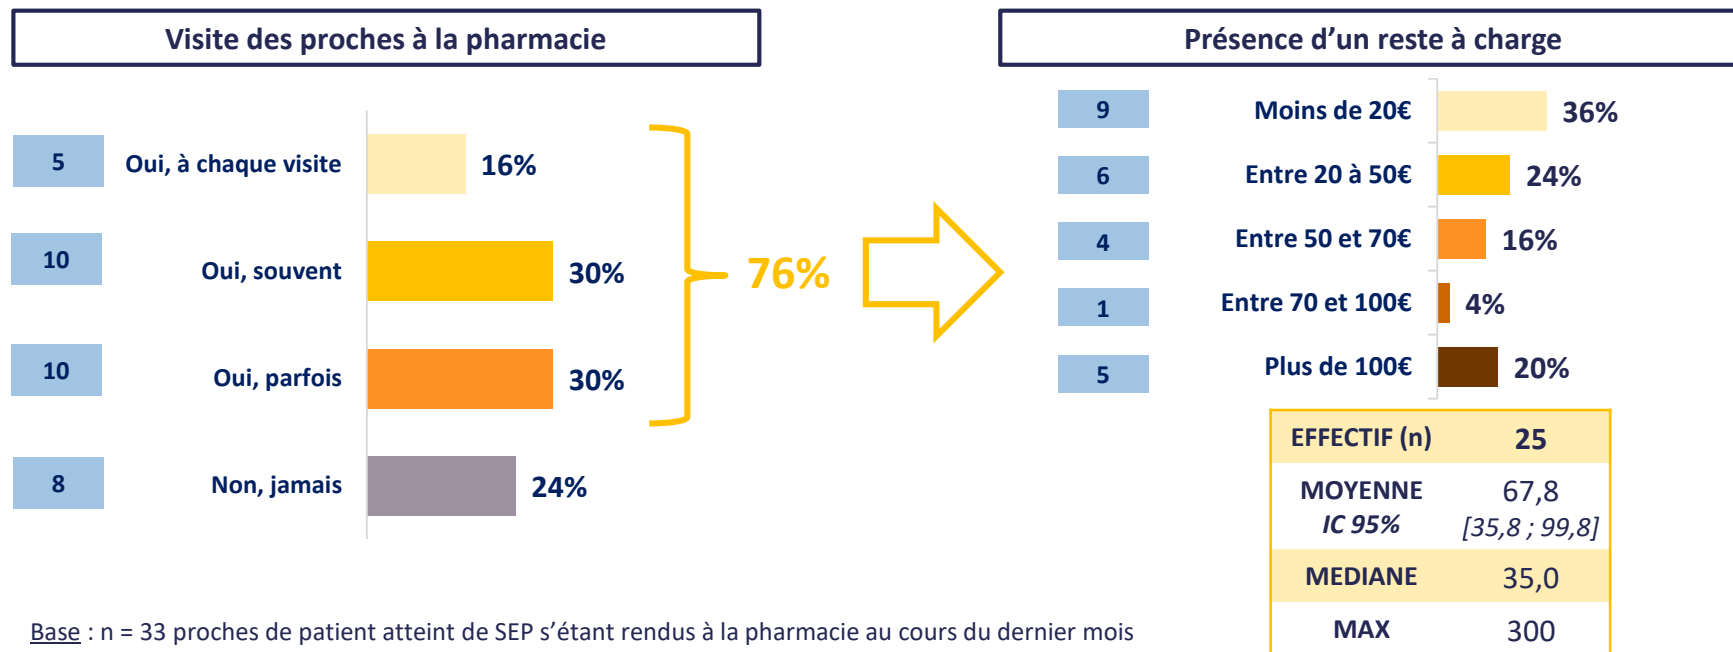 Visite des proches à la pharmacie
5 Oui, à chaque visite 16%
10 Oui, souvent 30%
10 Oui, parfois 30%
8 Non, jamais 24%
76%
Présence d'un reste à charge
9 Moins de 20€ 36%
6 Entre 20 à 50€ 24%
4 Entre 50 et 70€ 16%
1 Entre 70 et 100€ 4%
5 Plus de 100€ 20%
EFFECTIF (n) 25
MOYENNE 67,8
IC 95% [35,8 ; 99,8]
MEDIANE 35,0
MAX 300
Base : n = 33 proches de patient atteint de SEP s'étant rendus à la pharmacie au cours du dernier mois